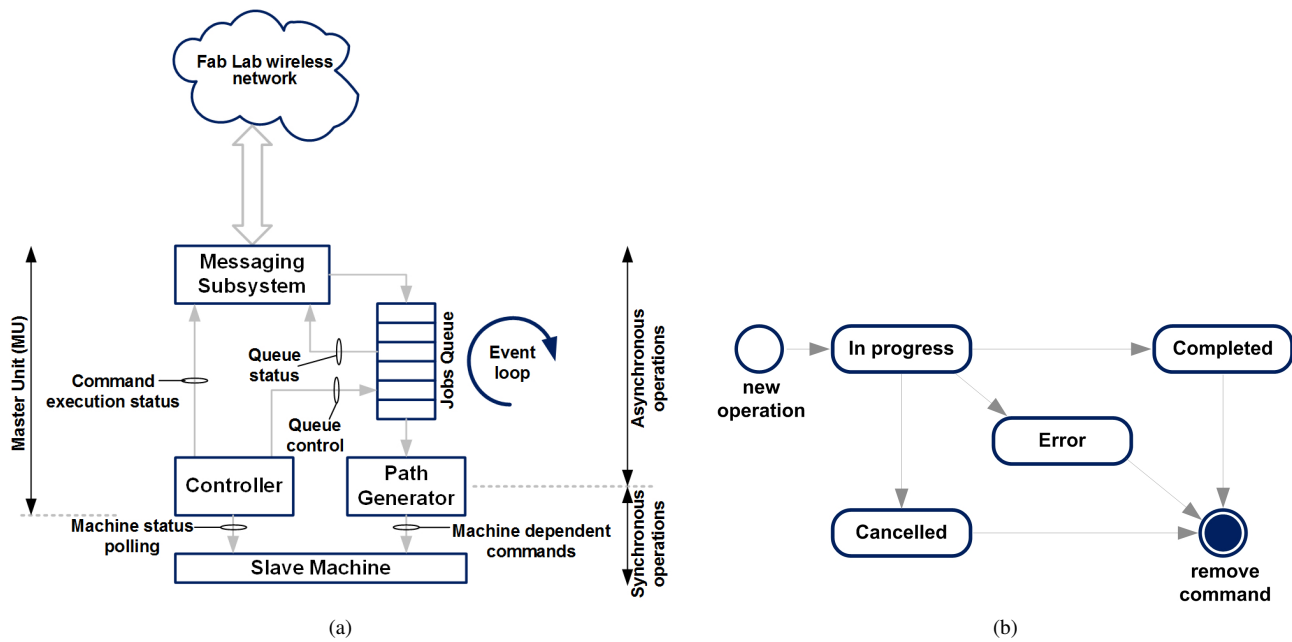 Fab Lab wireless
network
Messaging
Subsystem
Master Unit (MU)
Command
execution status
Queue
status
Queue
control
Jobs Queue
Event
loop
Asynchronous
operations
Controller
Path
Generator
Machine status
polling
Machine dependent
commands
Slave Machine
Synchronous
operations
(a)
new
operation
In progress
Completed
Error
Cancelled
remove
command
(b)